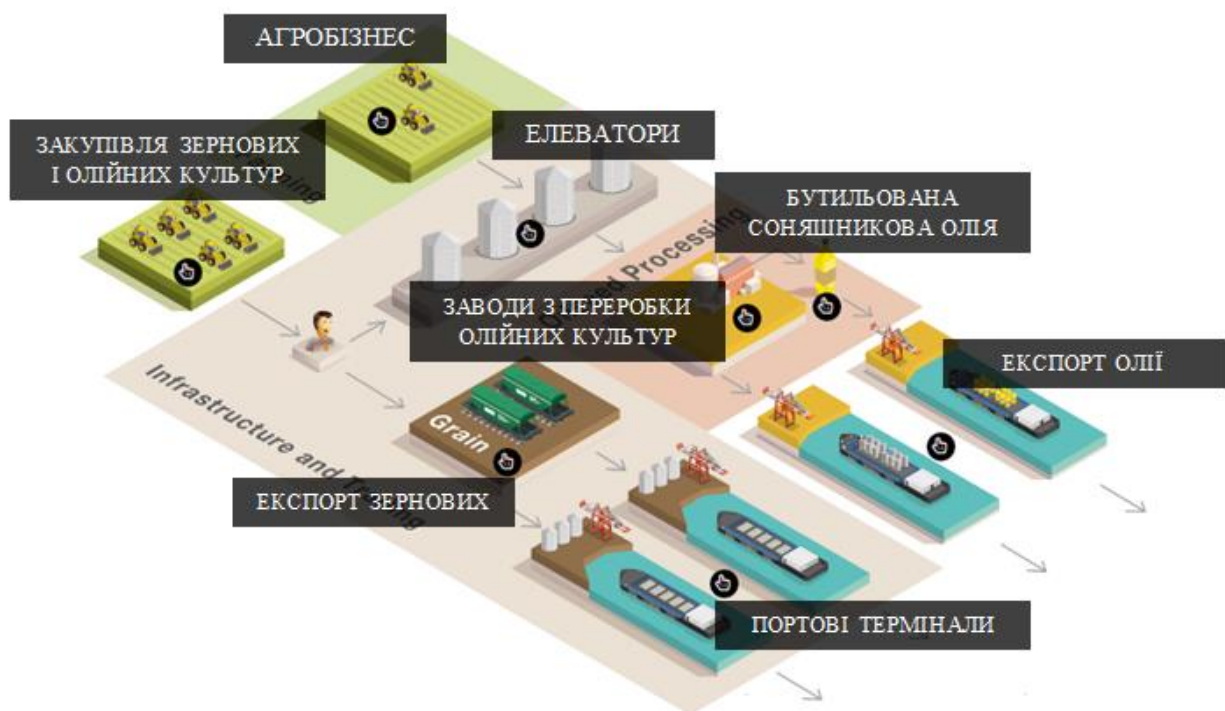 АГРОБІЗНЕС
ЗАКУПІВЛЯ ЗЕРНОВИХ
І ОЛІЙНИХ КУЛЬТУР
ЕЛЕВАТОРИ
БУТИЛЬОВАНА
СОНЯШНИКОВА ОЛІЯ
Processing
ЗАВОДИ З ПЕРЕРОБКИ
ОЛІЙНИХ КУЛЬТУР
ЕКСПОРТ ОЛІЇ
Infrastructure and
Grain
ЕКСПОРТ ЗЕРНОВИХ
ПОРТОВІ ТЕРМІНАЛИ